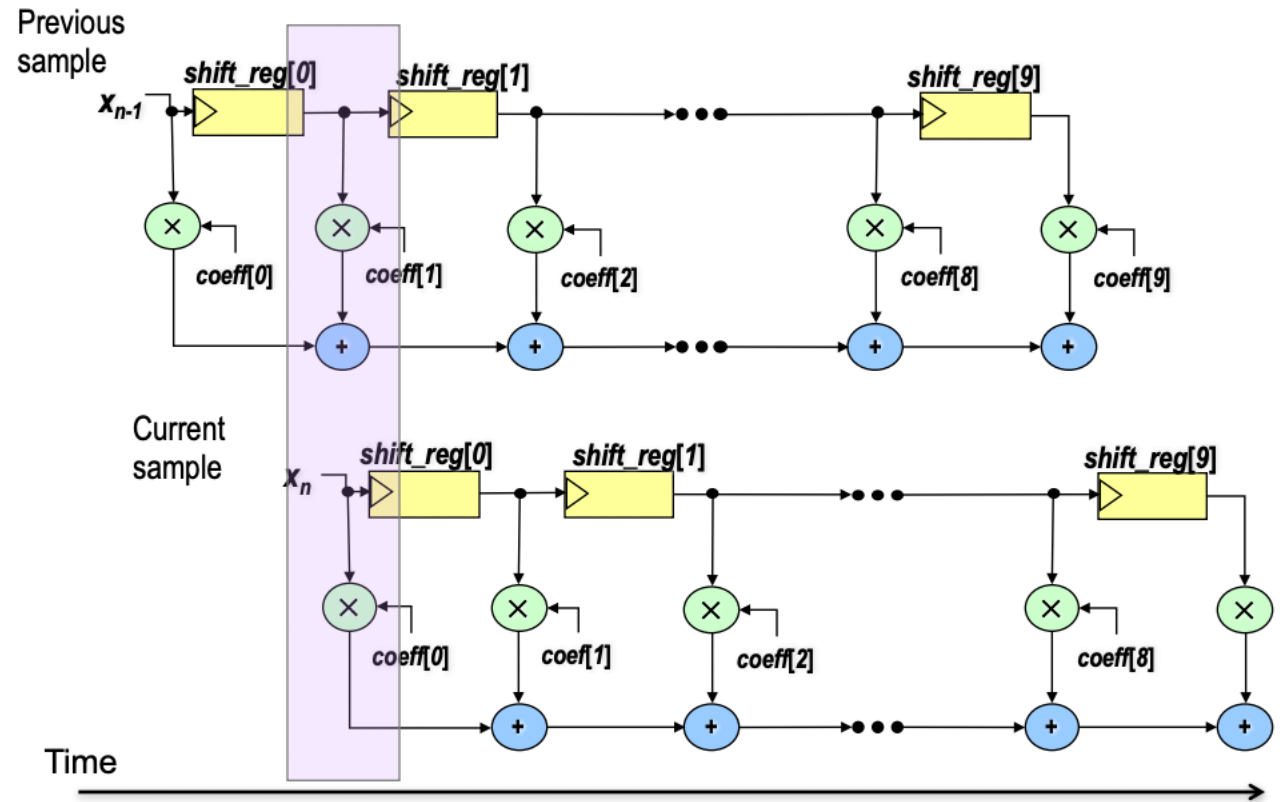 Previous
sample
shift_reg[0]
shift_reg[1]
shift_reg[9]
xn-1
×
×
×
×
×
coeff[0]
coeff[1]
coeff[2]
coeff[8]
coeff[9]
+
+
+
+
Current
sample
shift_reg[0]
shift_reg[1]
shift_reg[9]
xn
×
×
×
×
×
coeff[0]
coef[1]
coeff[2]
coeff[8]
+
+
+
+
Time